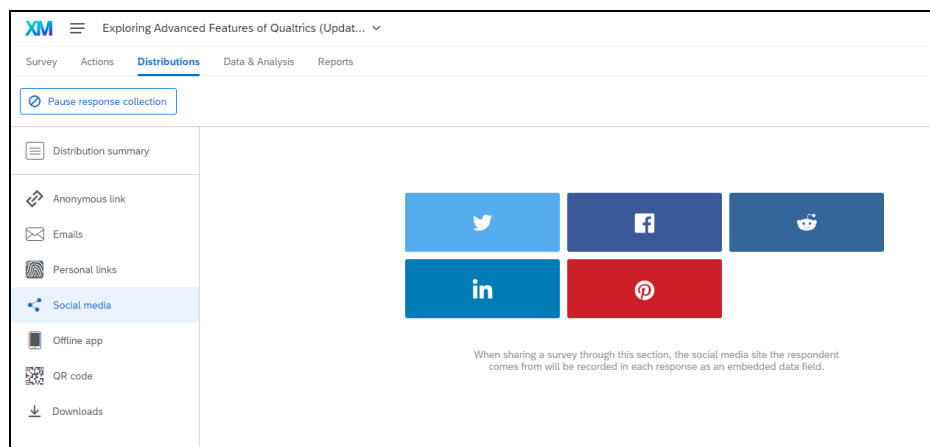 XM Exploring Advanced Features of Qualtrics (Updat...
Survey Actions Distributions Data & Analysis Reports
Pause response collection
Distribution summary
Anonymous link
Emails
Personal links
Social media
Offline app
QR code
Downloads
in
When sharing a survey through this section, the social media site the respondent
comes from will be recorded in each response as an embedded data field.